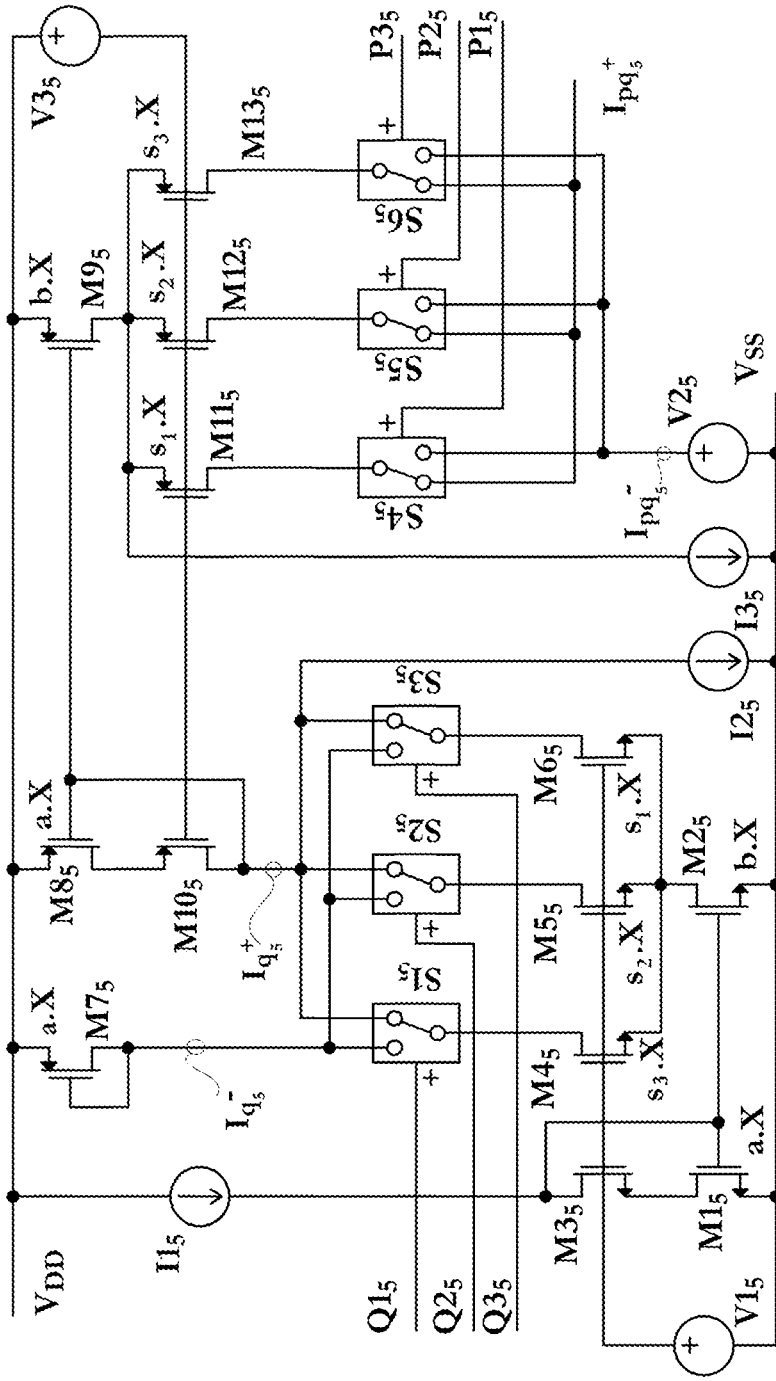 V_DD
I1₅
a.X
M7₅
I_q₅⁻
M8₅
a.X
M10₅
I_q₅⁺
b.X
M9₅
V3₅
+
s₁.X
M11₅
s₂.X
M12₅
s₃.X
M13₅
Q1₅
Q2₅
Q3₅
S1₅
+
S2₅
+
S3₅
+
S4₅
+
S5₅
+
S6₅
+
P3₅
P2₅
P1₅
I_pq₅⁺
I_pq₅⁻
M3₅
M4₅
s₃.X
M5₅
s₂.X
M6₅
s₁.X
M1₅
a.X
M2₅
b.X
V1₅
+
I2₅
I3₅
V2₅
+
V_SS